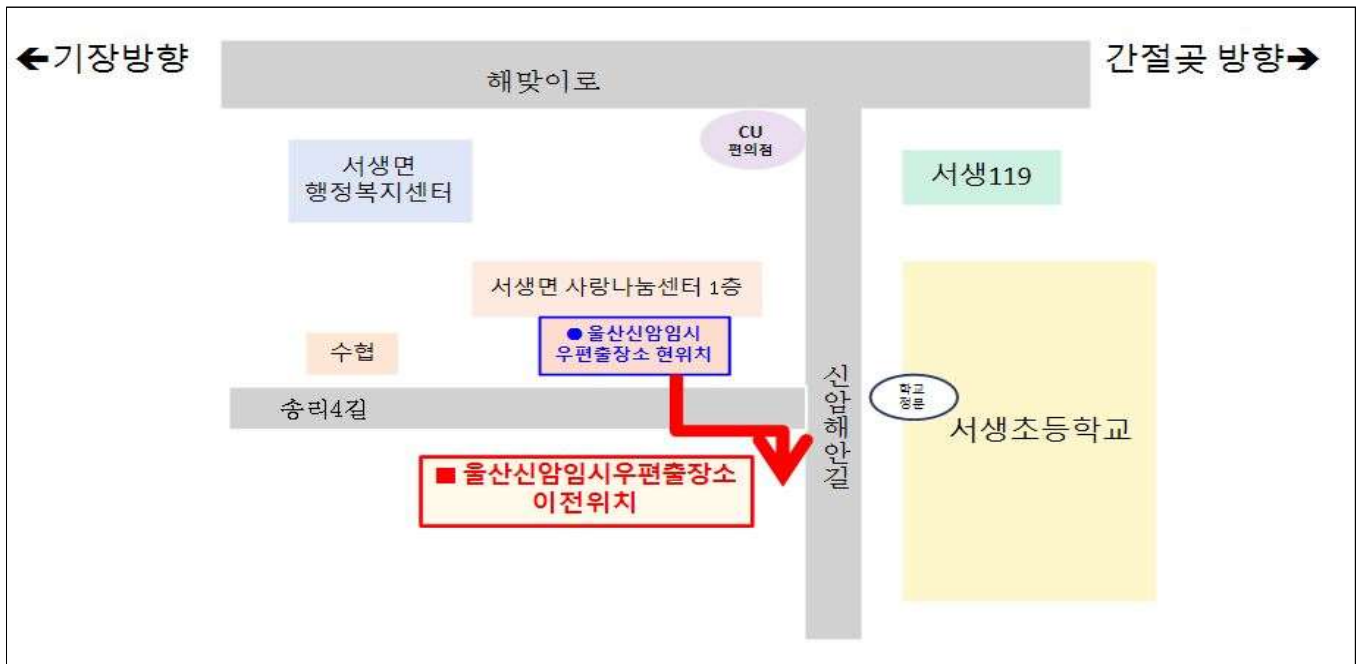 ←기장방향
간절곶 방향→
해맞이로
CU
편의점
서생면
행정복지센터
서생119
서생면 사랑나눔센터 1층
● 울산신암임시
우편출장소 현위치
수협
신암해안길
학교
정문
송리4길
서생초등학교
■ 울산신암임시우편출장소
이전위치